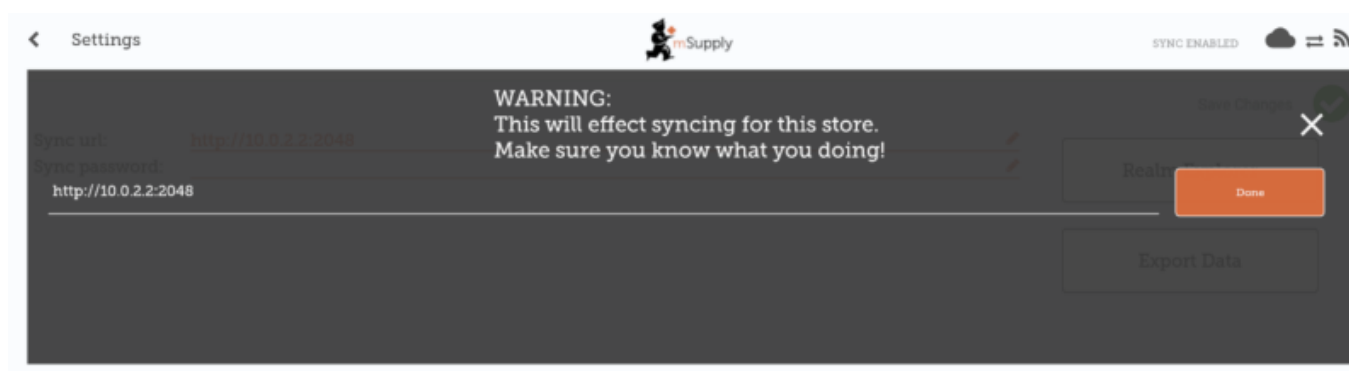 Settings
mSupply
SYNC ENABLED
WARNING:
This will effect syncing for this store.
Make sure you know what you doing!
Save Changes
Sync url: http://10.0.2.2:2048
Sync password:
http://10.0.2.2:2048
Realm
Done
Export Data